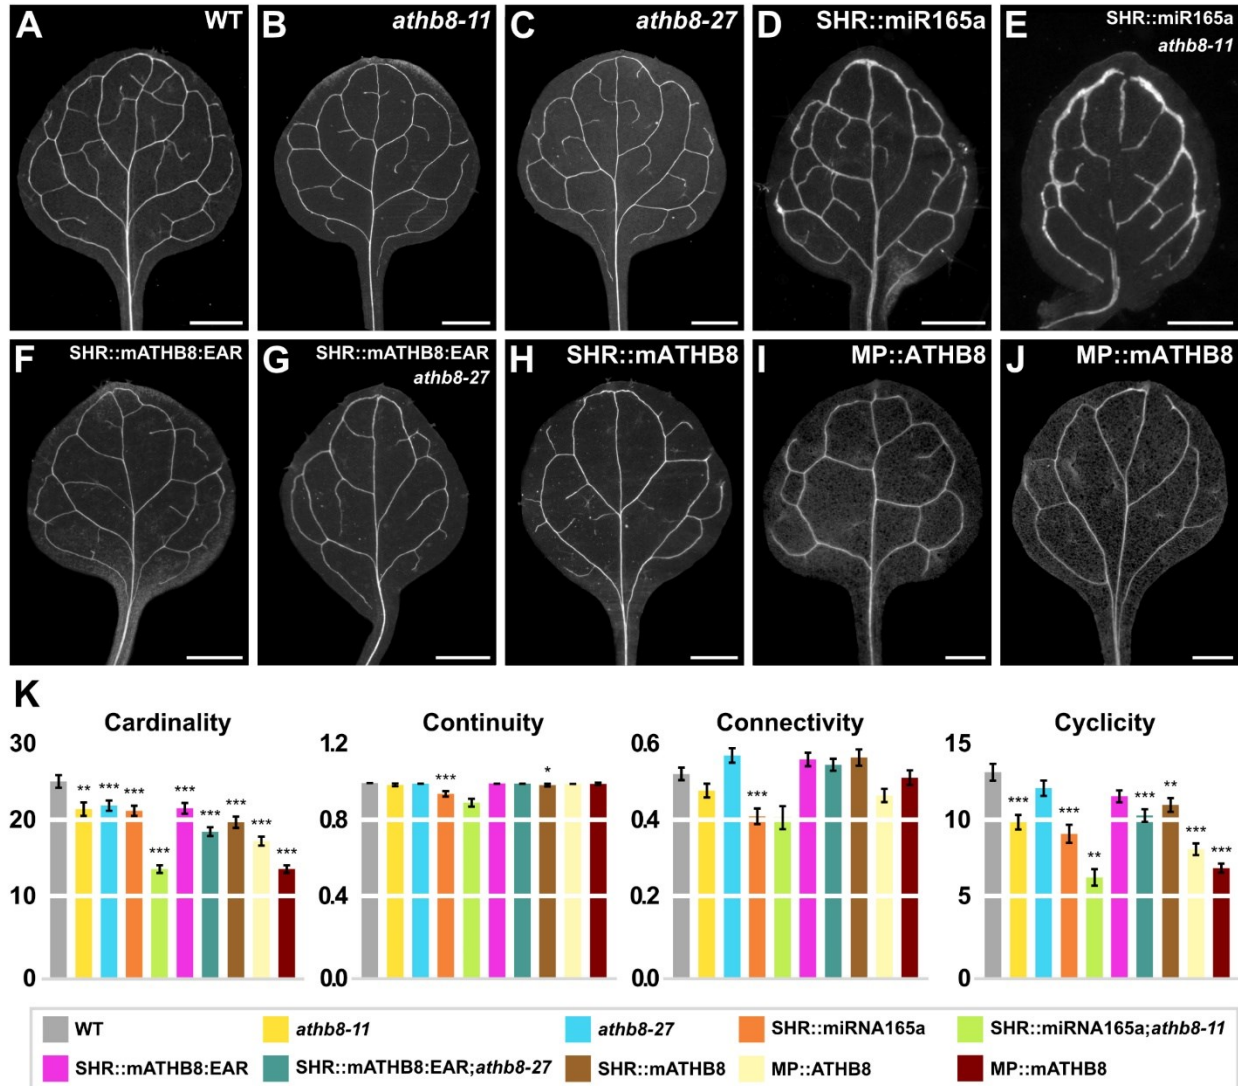 A WT
B athb8-11
C athb8-27
D SHR::miR165a
E SHR::miR165a
athb8-11
F SHR::mATHB8:EAR
G SHR::mATHB8:EAR
athb8-27
H SHR::mATHB8
I MP::ATHB8
J MP::mATHB8
K
Cardinality
30
20
10
0
** *** *** *** *** *** *** *** ***
Continuity
1.2
0.8
0.4
0.0
*** *
Connectivity
0.6
0.4
0.2
0.0
***
Cyclicity
15
10
5
0
*** *** ** *** ** *** ***
WT athb8-11 athb8-27 SHR::miRNA165a SHR::miRNA165a;athb8-11
SHR::mATHB8:EAR SHR::mATHB8:EAR;athb8-27 SHR::mATHB8 MP::ATHB8 MP::mATHB8